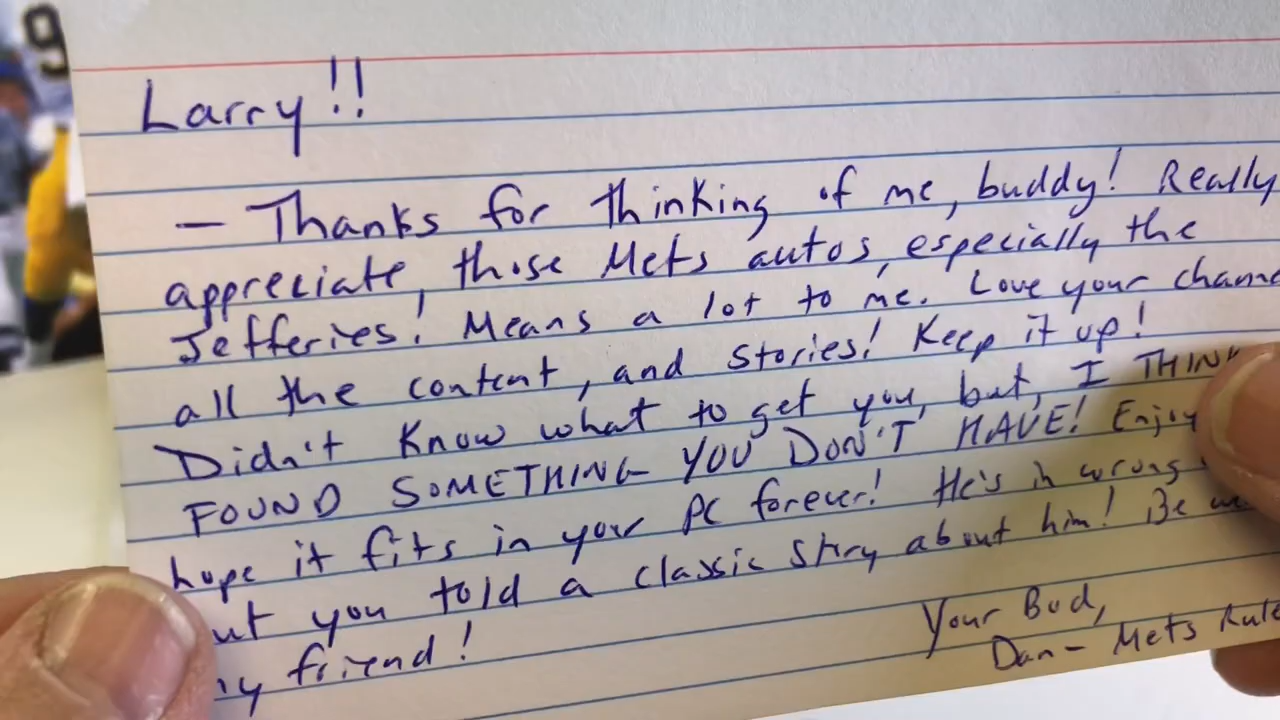 9
Larry!!
— Thanks for thinking of me, buddy! Really
appreciate, those Mets autos, especially the
Jefferies! Means a lot to me. Love your
all the content, and stories! Keep it up!
Didn't know what to get you, but, I
FOUND SOMETHING YOU DON'T HAVE! Enjoy
hope it fits in your PC forever! He's in wrong
you told a classic story about him! Be
friend!
Your Bud,
Dan- Mets